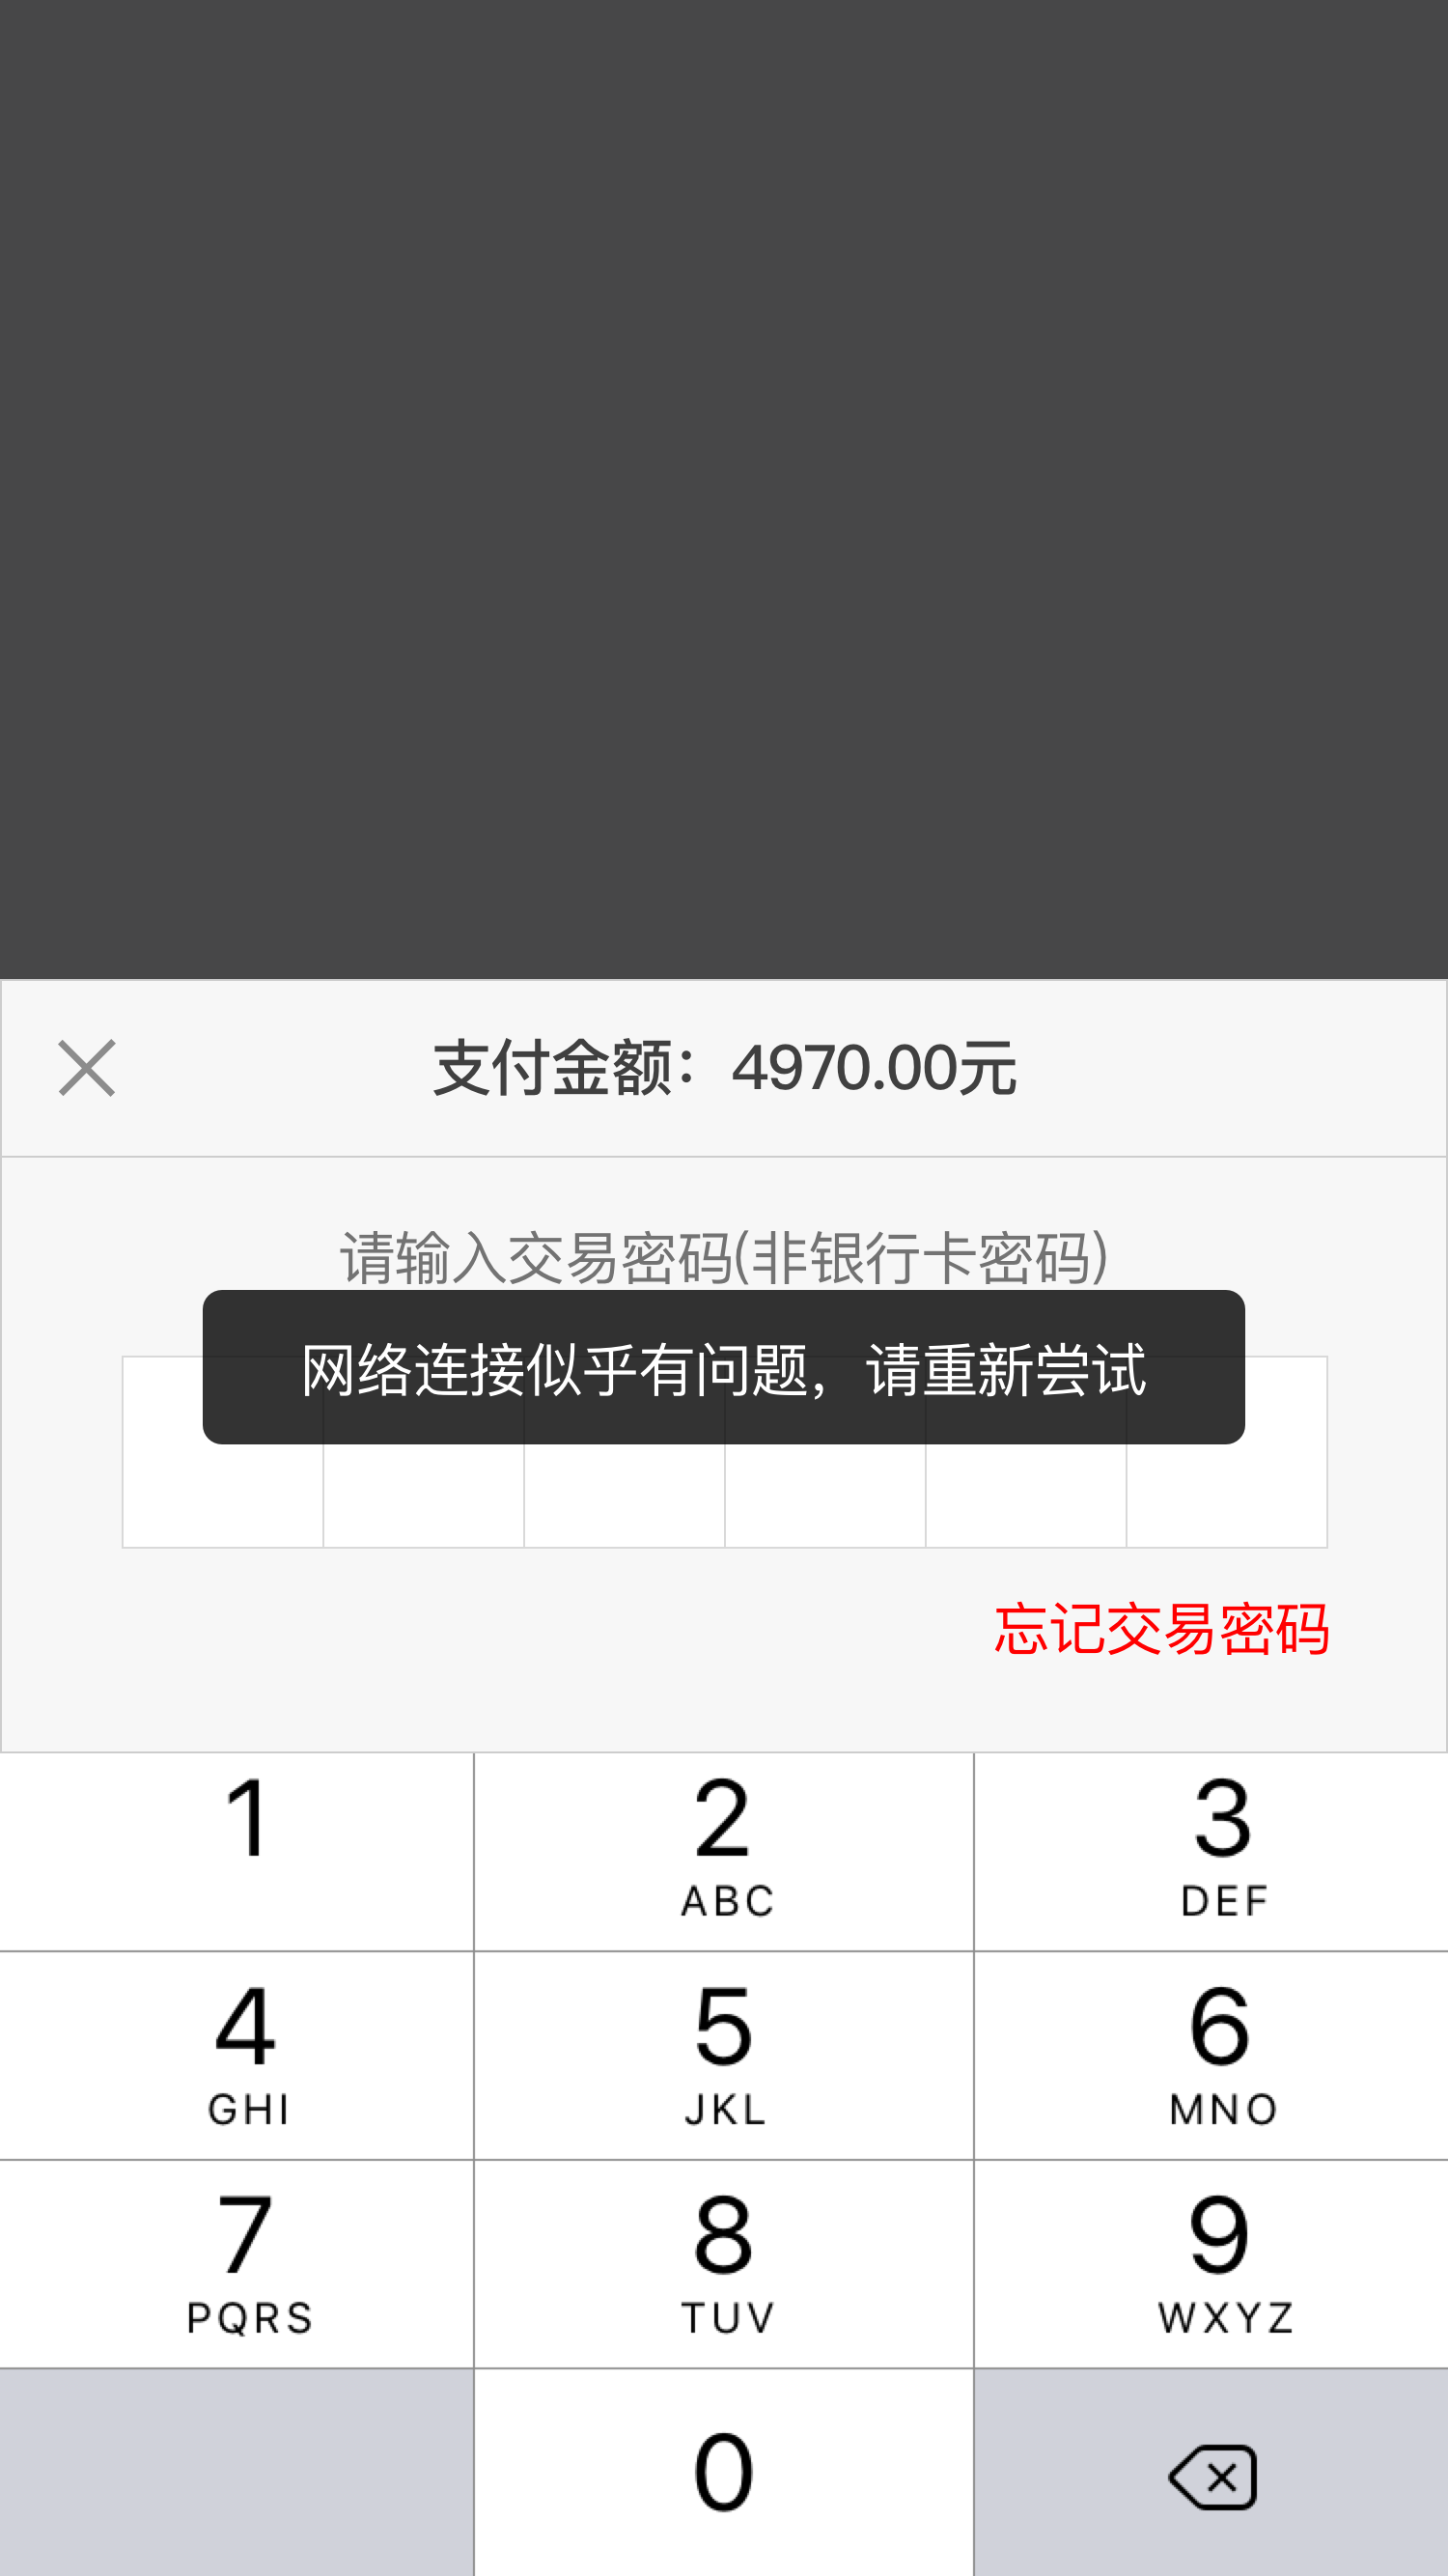 支付金额：4970.00元
请输入交易密码(非银行卡密码)
网络连接似乎有问题，请重新尝试
忘记交易密码
1
2
3
ABC
DEF
4
5
6
GHI
JKL
MNO
7
8
9
PQRS
TUV
WXYZ
0